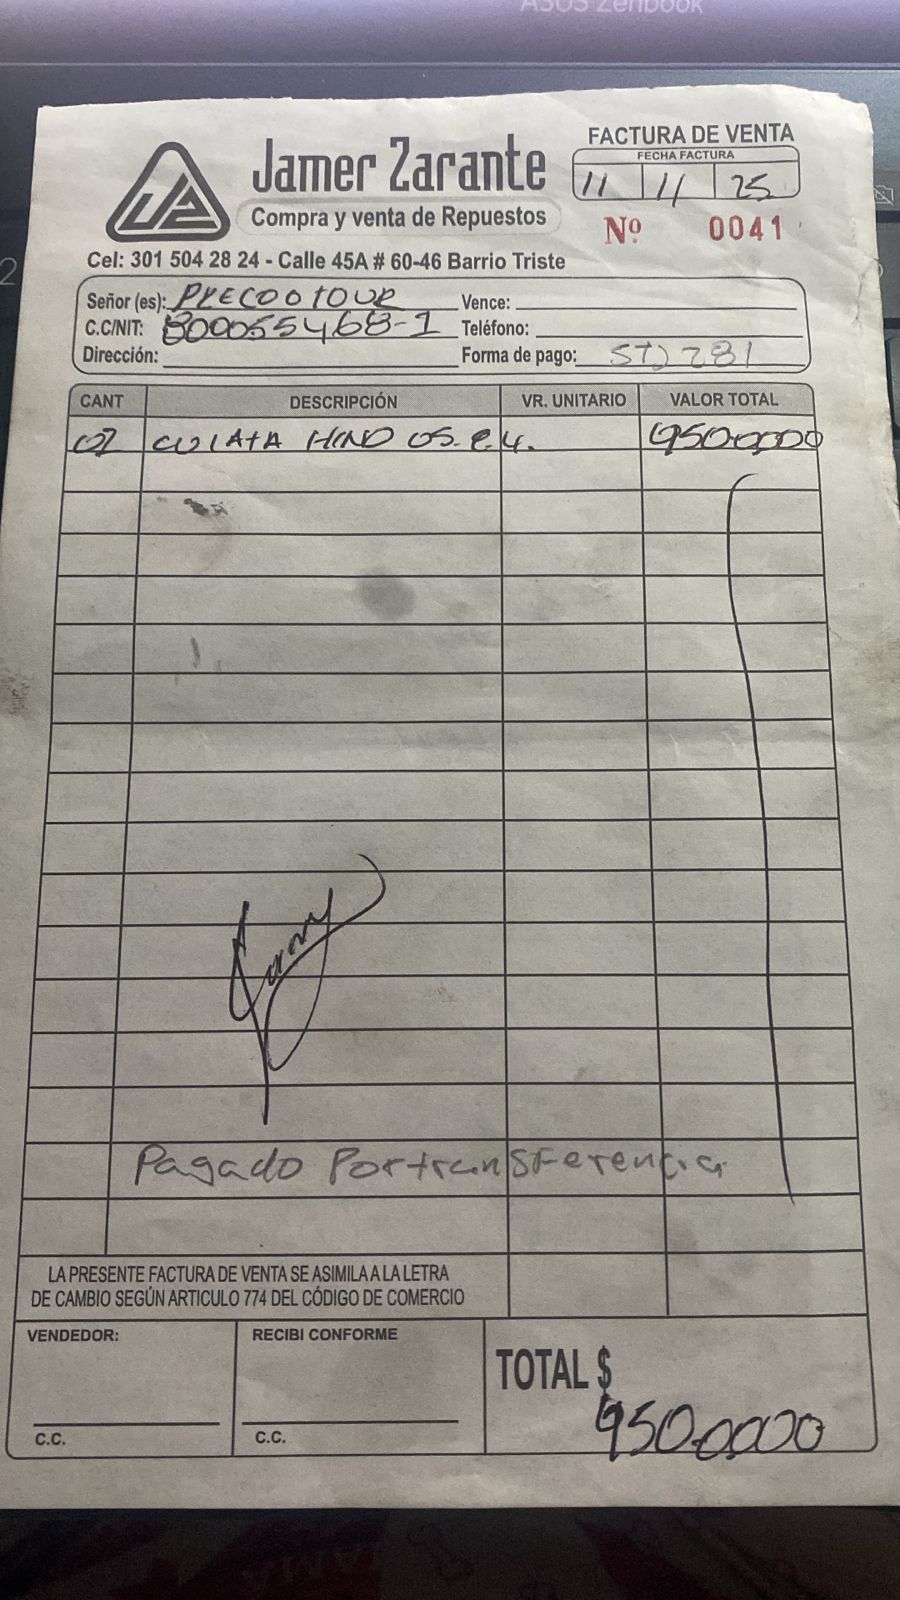 ASUS Zenbook
Jamer Zarante
Compra y venta de Repuestos
FACTURA DE VENTA
FECHA FACTURA
11 11 25
Nº 0041
Cel: 301 504 28 24 - Calle 45A # 60-46 Barrio Triste
Señor (es): PRECOOTOUR Vence:
C.C/NIT: 800055468-1 Teléfono:
Dirección: Forma de pago: STJ 281
CANT DESCRIPCIÓN VR. UNITARIO VALOR TOTAL
CULATA HINO
Pagado Por transferencia
LA PRESENTE FACTURA DE VENTA SE ASIMILA A LA LETRA
DE CAMBIO SEGÚN ARTICULO 774 DEL CÓDIGO DE COMERCIO
VENDEDOR: RECIBI CONFORME
TOTAL $
C.C. C.C.